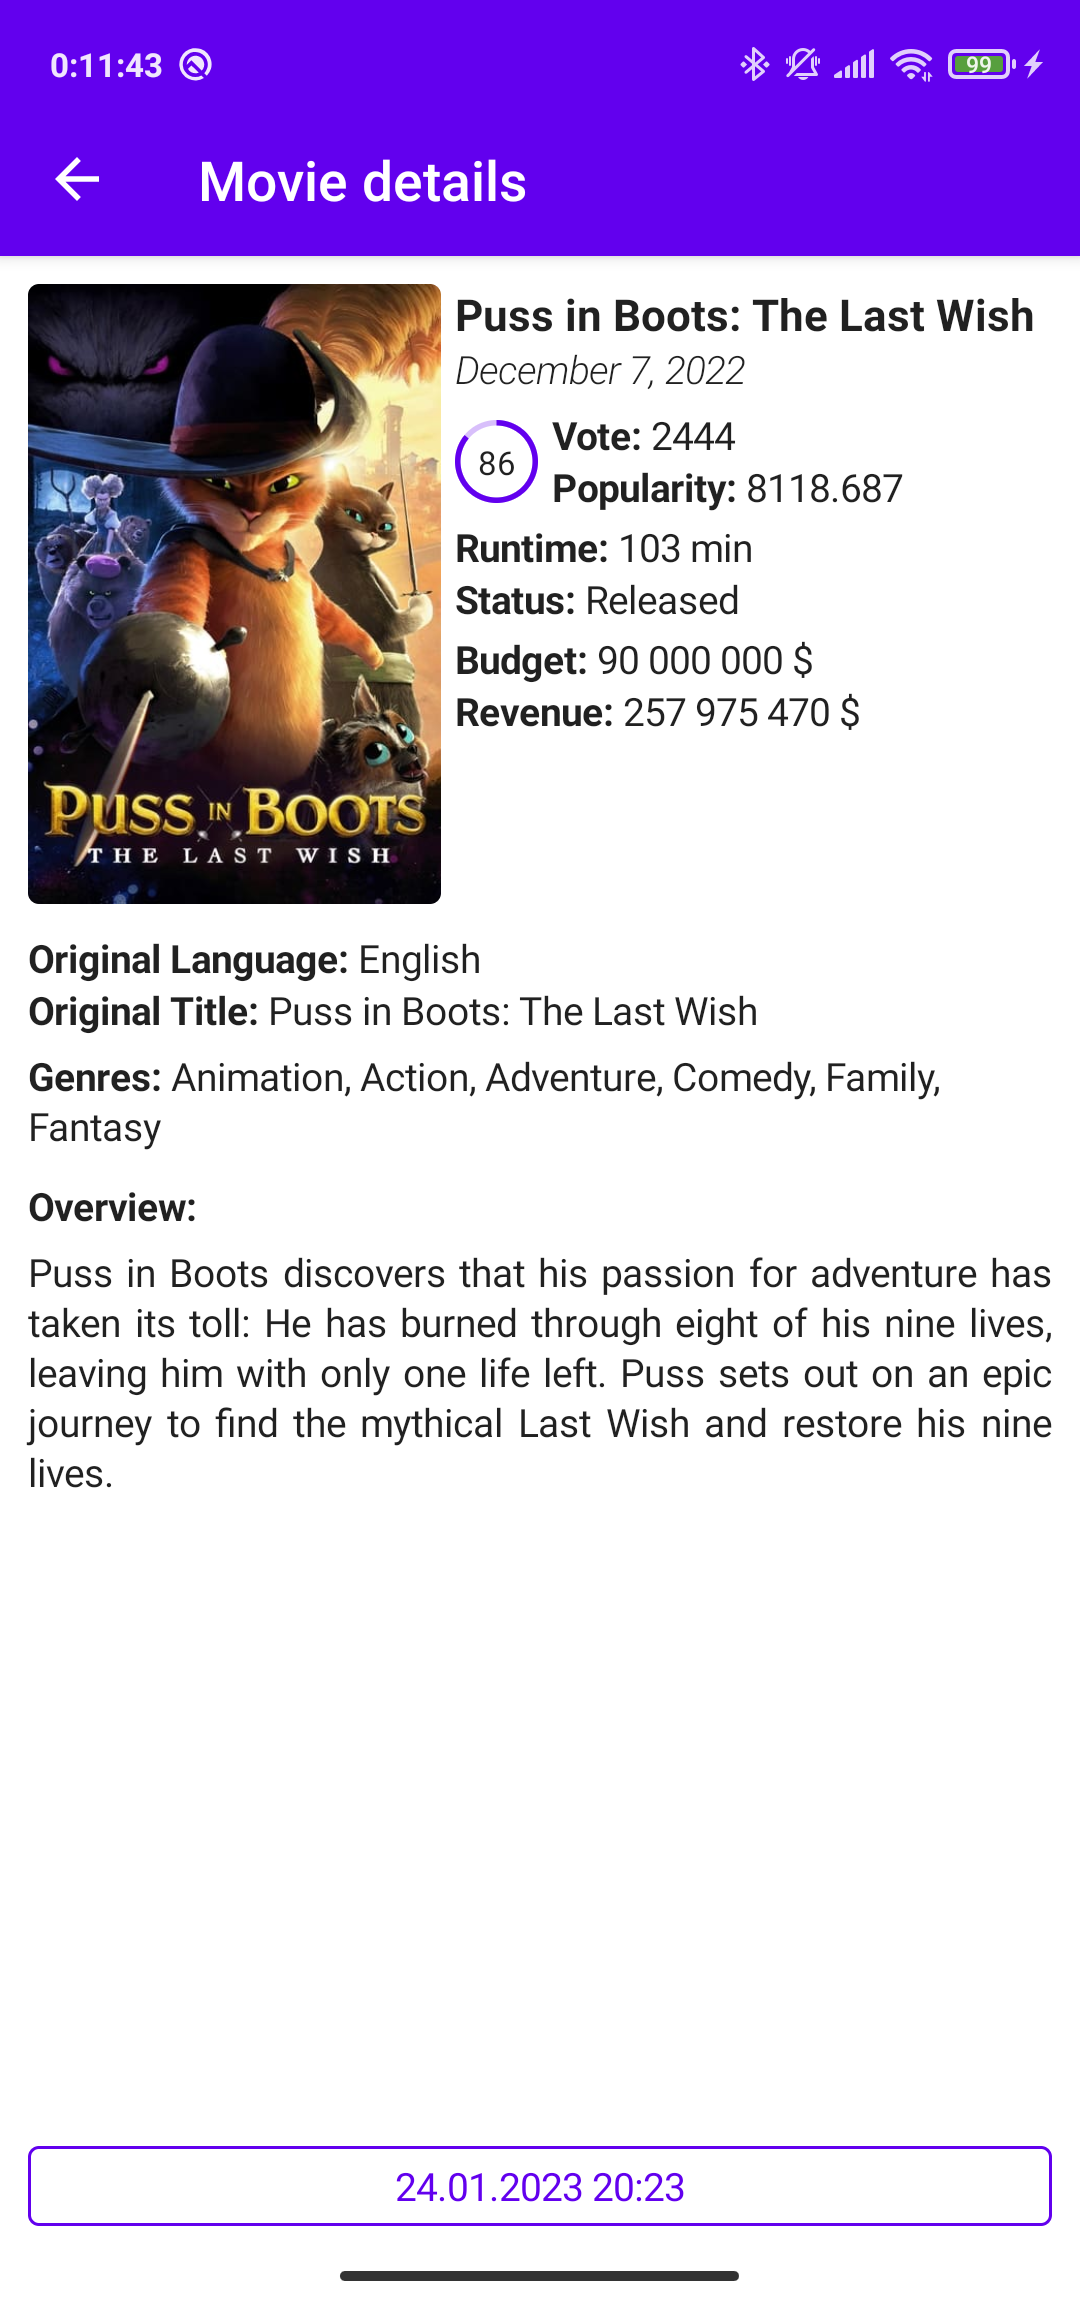 0:11:43
99
Movie details
Puss in Boots: The Last Wish
December 7, 2022
86
Vote: 2444
Popularity: 8118.687
Runtime: 103 min
Status: Released
Budget: 90 000 000 $
Revenue: 257 975 470 $
PUSS IN BOOTS
THE LAST WISH
Original Language: English
Original Title: Puss in Boots: The Last Wish
Genres: Animation, Action, Adventure, Comedy, Family,
Fantasy
Overview:
Puss in Boots discovers that his passion for adventure has
taken its toll: He has burned through eight of his nine lives,
leaving him with only one life left. Puss sets out on an epic
journey to find the mythical Last Wish and restore his nine
lives.
24.01.2023 20:23